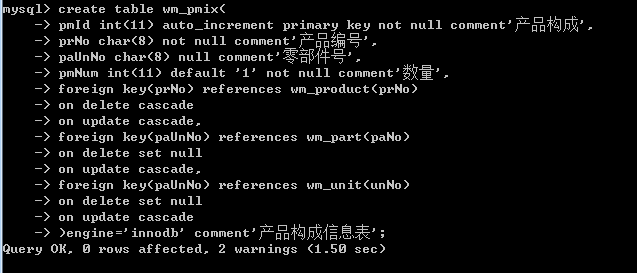 mysql> create table wm_pmix(
    -> pmId int(11) auto_increment primary key not null comment'产品构成',
    -> prNo char(8) not null comment'产品编号',
    -> paUnNo char(8) null comment'零部件号',
    -> pmNum int(11) default '1' not null comment'数量',
    -> foreign key(prNo) references wm_product(prNo)
    -> on delete cascade
    -> on update cascade,
    -> foreign key(paUnNo) references wm_part(paNo)
    -> on delete set null
    -> on update cascade,
    -> foreign key(paUnNo) references wm_unit(unNo)
    -> on delete set null
    -> on update cascade
    -> )engine='innodb' comment'产品构成信息表';
Query OK, 0 rows affected, 2 warnings (1.50 sec)